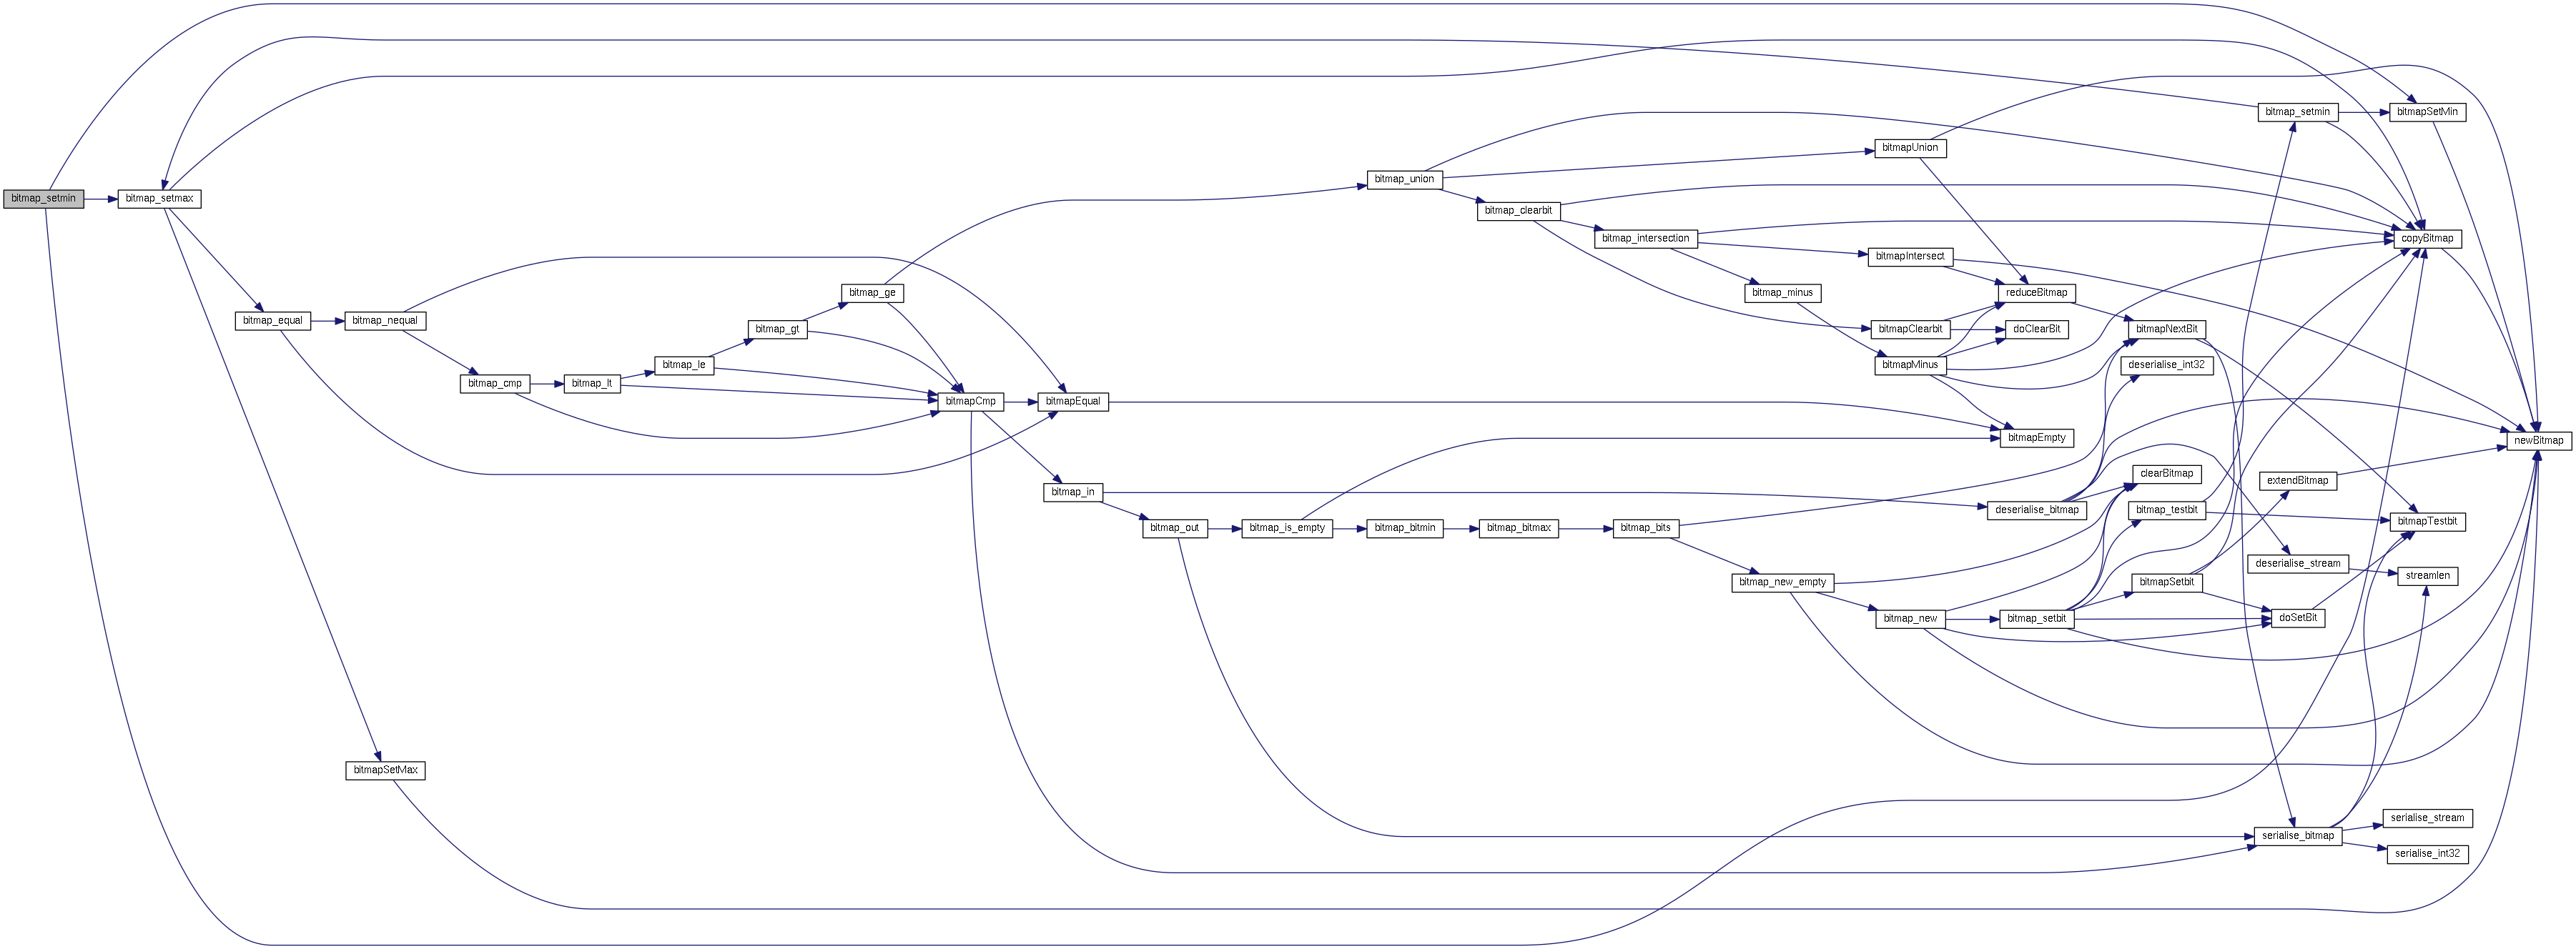 bitmap_setmin
bitmap_setmax
bitmap_equal
bitmapSetMax
bitmap_nequal
bitmap_cmp
bitmap_lt
bitmap_le
bitmap_gt
bitmap_ge
bitmapCmp
bitmapEqual
bitmap_in
bitmap_out
bitmap_is_empty
bitmap_bitmin
bitmap_union
bitmap_clearbit
bitmap_bitmax
bitmap_intersection
bitmap_bits
bitmap_minus
bitmap_new_empty
bitmapUnion
bitmapIntersect
bitmapClearbit
bitmapMinus
bitmap_new
reduceBitmap
doClearBit
bitmapEmpty
deserialise_bitmap
bitmap_setbit
bitmapNextBit
deserialise_int32
clearBitmap
bitmap_testbit
bitmapSetbit
bitmap_setmin
extendBitmap
deserialise_stream
doSetBit
serialise_bitmap
bitmapSetMin
copyBitmap
bitmapTestbit
streamlen
serialise_stream
serialise_int32
newBitmap